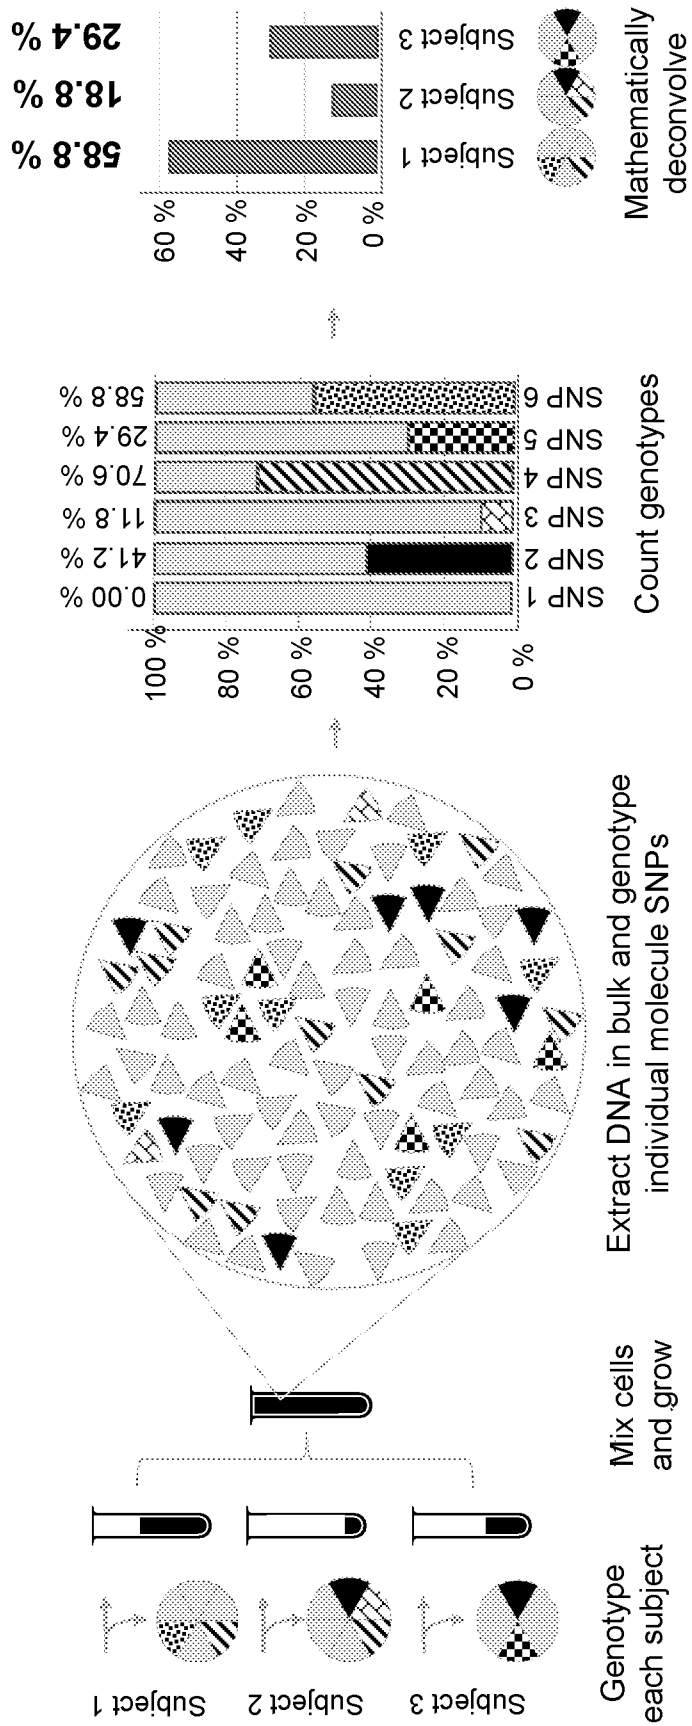 Subject 1
Subject 2
Subject 3
Genotype
each subject
Mix cells
and grow
Extract DNA in bulk and genotype
individual molecule SNPs
100 %
80 %
60 %
40 %
20 %
0 %
0.00 %
41.2 %
11.8 %
70.6 %
29.4 %
58.8 %
SNP 1
SNP 2
SNP 3
SNP 4
SNP 5
SNP 6
Count genotypes
60 %
40 %
20 %
0 %
58.8 %
18.8 %
29.4 %
Subject 1
Subject 2
Subject 3
Mathematically
deconvolve